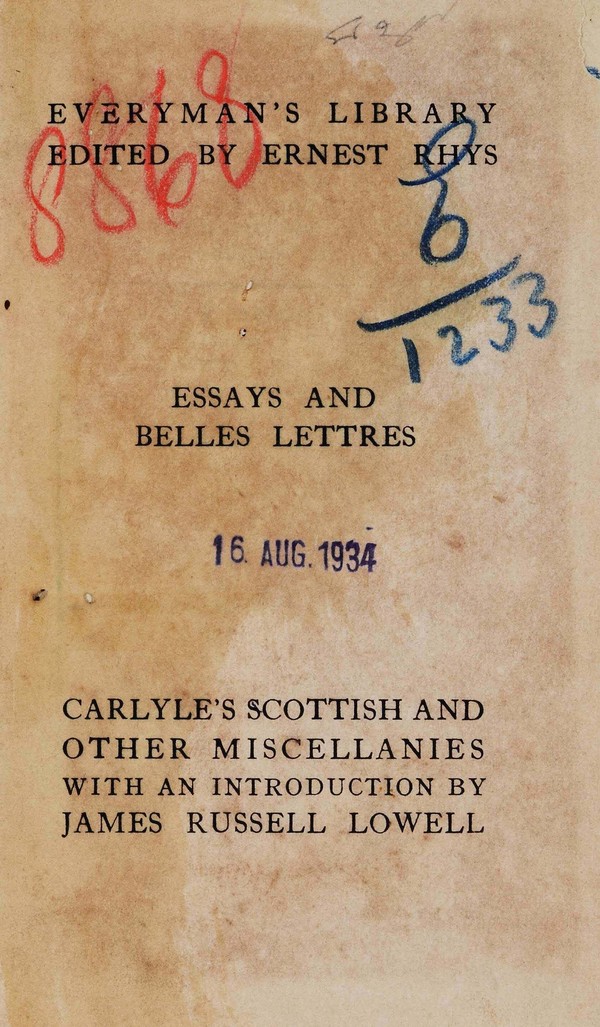 EVERYMAN'S LIBRARY
EDITED BY ERNEST RHYS
8868
6
1233
ESSAYS AND
BELLES LETTRES
16. AUG. 1934
CARLYLE'S SCOTTISH AND
OTHER MISCELLANIES
WITH AN INTRODUCTION BY
JAMES RUSSELL LOWELL